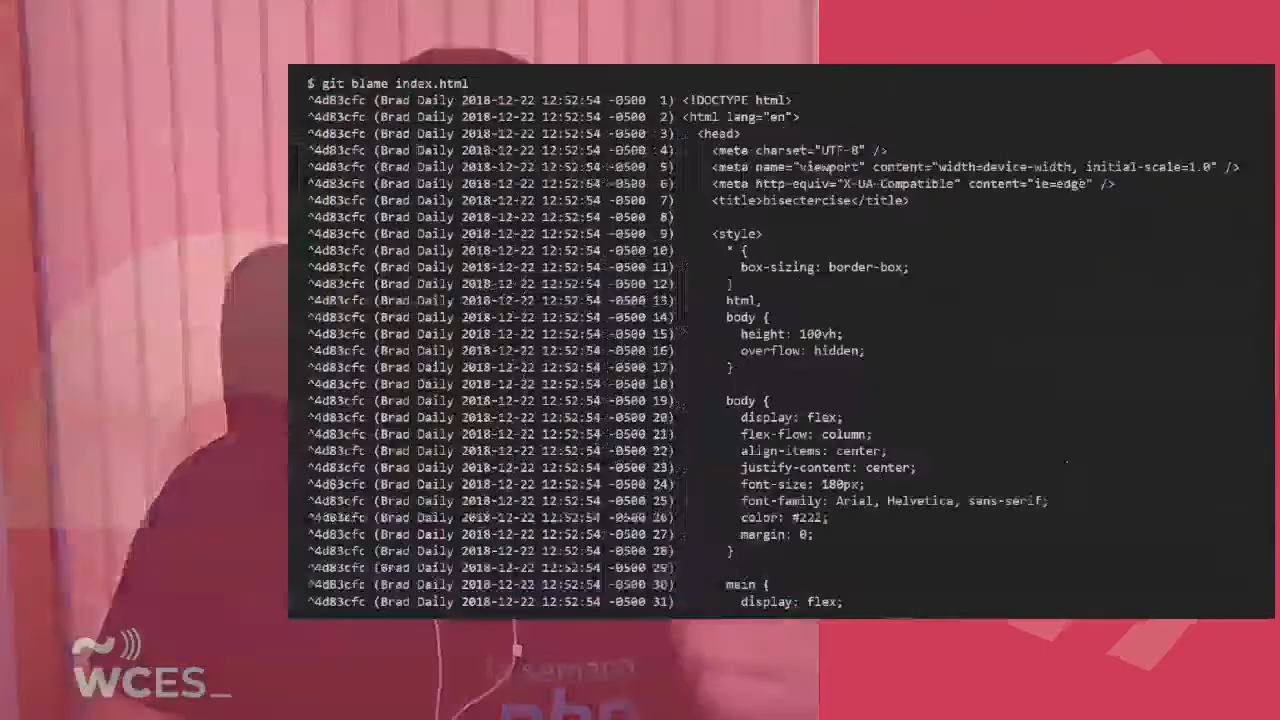 $ git blame index.html
^4d83cfc (Brad Daily 2018-12-22 12:52:54 -0500  1) <!DOCTYPE html>
^4d83cfc (Brad Daily 2018-12-22 12:52:54 -0500  2) <html lang="en">
^4d83cfc (Brad Daily 2018-12-22 12:52:54 -0500  3)   <head>
^4d83cfc (Brad Daily 2018-12-22 12:52:54 -0500  4)     <meta charset="UTF-8" />
^4d83cfc (Brad Daily 2018-12-22 12:52:54 -0500  5)     <meta name="viewport" content="width=device-width, initial-scale=1.0" />
^4d83cfc (Brad Daily 2018-12-22 12:52:54 -0500  6)     <meta http-equiv="X-UA-Compatible" content="ie=edge" />
^4d83cfc (Brad Daily 2018-12-22 12:52:54 -0500  7)     <title>bisectercise</title>
^4d83cfc (Brad Daily 2018-12-22 12:52:54 -0500  8)
^4d83cfc (Brad Daily 2018-12-22 12:52:54 -0500  9)     <style>
^4d83cfc (Brad Daily 2018-12-22 12:52:54 -0500 10)       * {
^4d83cfc (Brad Daily 2018-12-22 12:52:54 -0500 11)         box-sizing: border-box;
^4d83cfc (Brad Daily 2018-12-22 12:52:54 -0500 12)       }
^4d83cfc (Brad Daily 2018-12-22 12:52:54 -0500 13)       html,
^4d83cfc (Brad Daily 2018-12-22 12:52:54 -0500 14)       body {
^4d83cfc (Brad Daily 2018-12-22 12:52:54 -0500 15)         height: 100vh;
^4d83cfc (Brad Daily 2018-12-22 12:52:54 -0500 16)         overflow: hidden;
^4d83cfc (Brad Daily 2018-12-22 12:52:54 -0500 17)       }
^4d83cfc (Brad Daily 2018-12-22 12:52:54 -0500 18)
^4d83cfc (Brad Daily 2018-12-22 12:52:54 -0500 19)       body {
^4d83cfc (Brad Daily 2018-12-22 12:52:54 -0500 20)         display: flex;
^4d83cfc (Brad Daily 2018-12-22 12:52:54 -0500 21)         flex-flow: column;
^4d83cfc (Brad Daily 2018-12-22 12:52:54 -0500 22)         align-items: center;
^4d83cfc (Brad Daily 2018-12-22 12:52:54 -0500 23)         justify-content: center;
^4d83cfc (Brad Daily 2018-12-22 12:52:54 -0500 24)         font-size: 180px;
^4d83cfc (Brad Daily 2018-12-22 12:52:54 -0500 25)         font-family: Arial, Helvetica, sans-serif;
^4d83cfc (Brad Daily 2018-12-22 12:52:54 -0500 26)         color: #222;
^4d83cfc (Brad Daily 2018-12-22 12:52:54 -0500 27)         margin: 0;
^4d83cfc (Brad Daily 2018-12-22 12:52:54 -0500 28)       }
^4d83cfc (Brad Daily 2018-12-22 12:52:54 -0500 29)
^4d83cfc (Brad Daily 2018-12-22 12:52:54 -0500 30)       main {
^4d83cfc (Brad Daily 2018-12-22 12:52:54 -0500 31)         display: flex;
WCES_
la semana
php